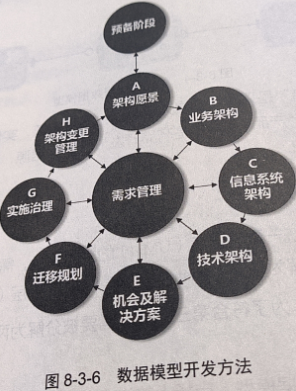 预备阶段
A
架构愿景
B
业务架构
C
信息系统
架构
D
技术架构
E
机会及解
决方案
F
迁移规划
G
实施治理
H
架构变更
管理
需求管理
图 8-3-6 数据模型开发方法